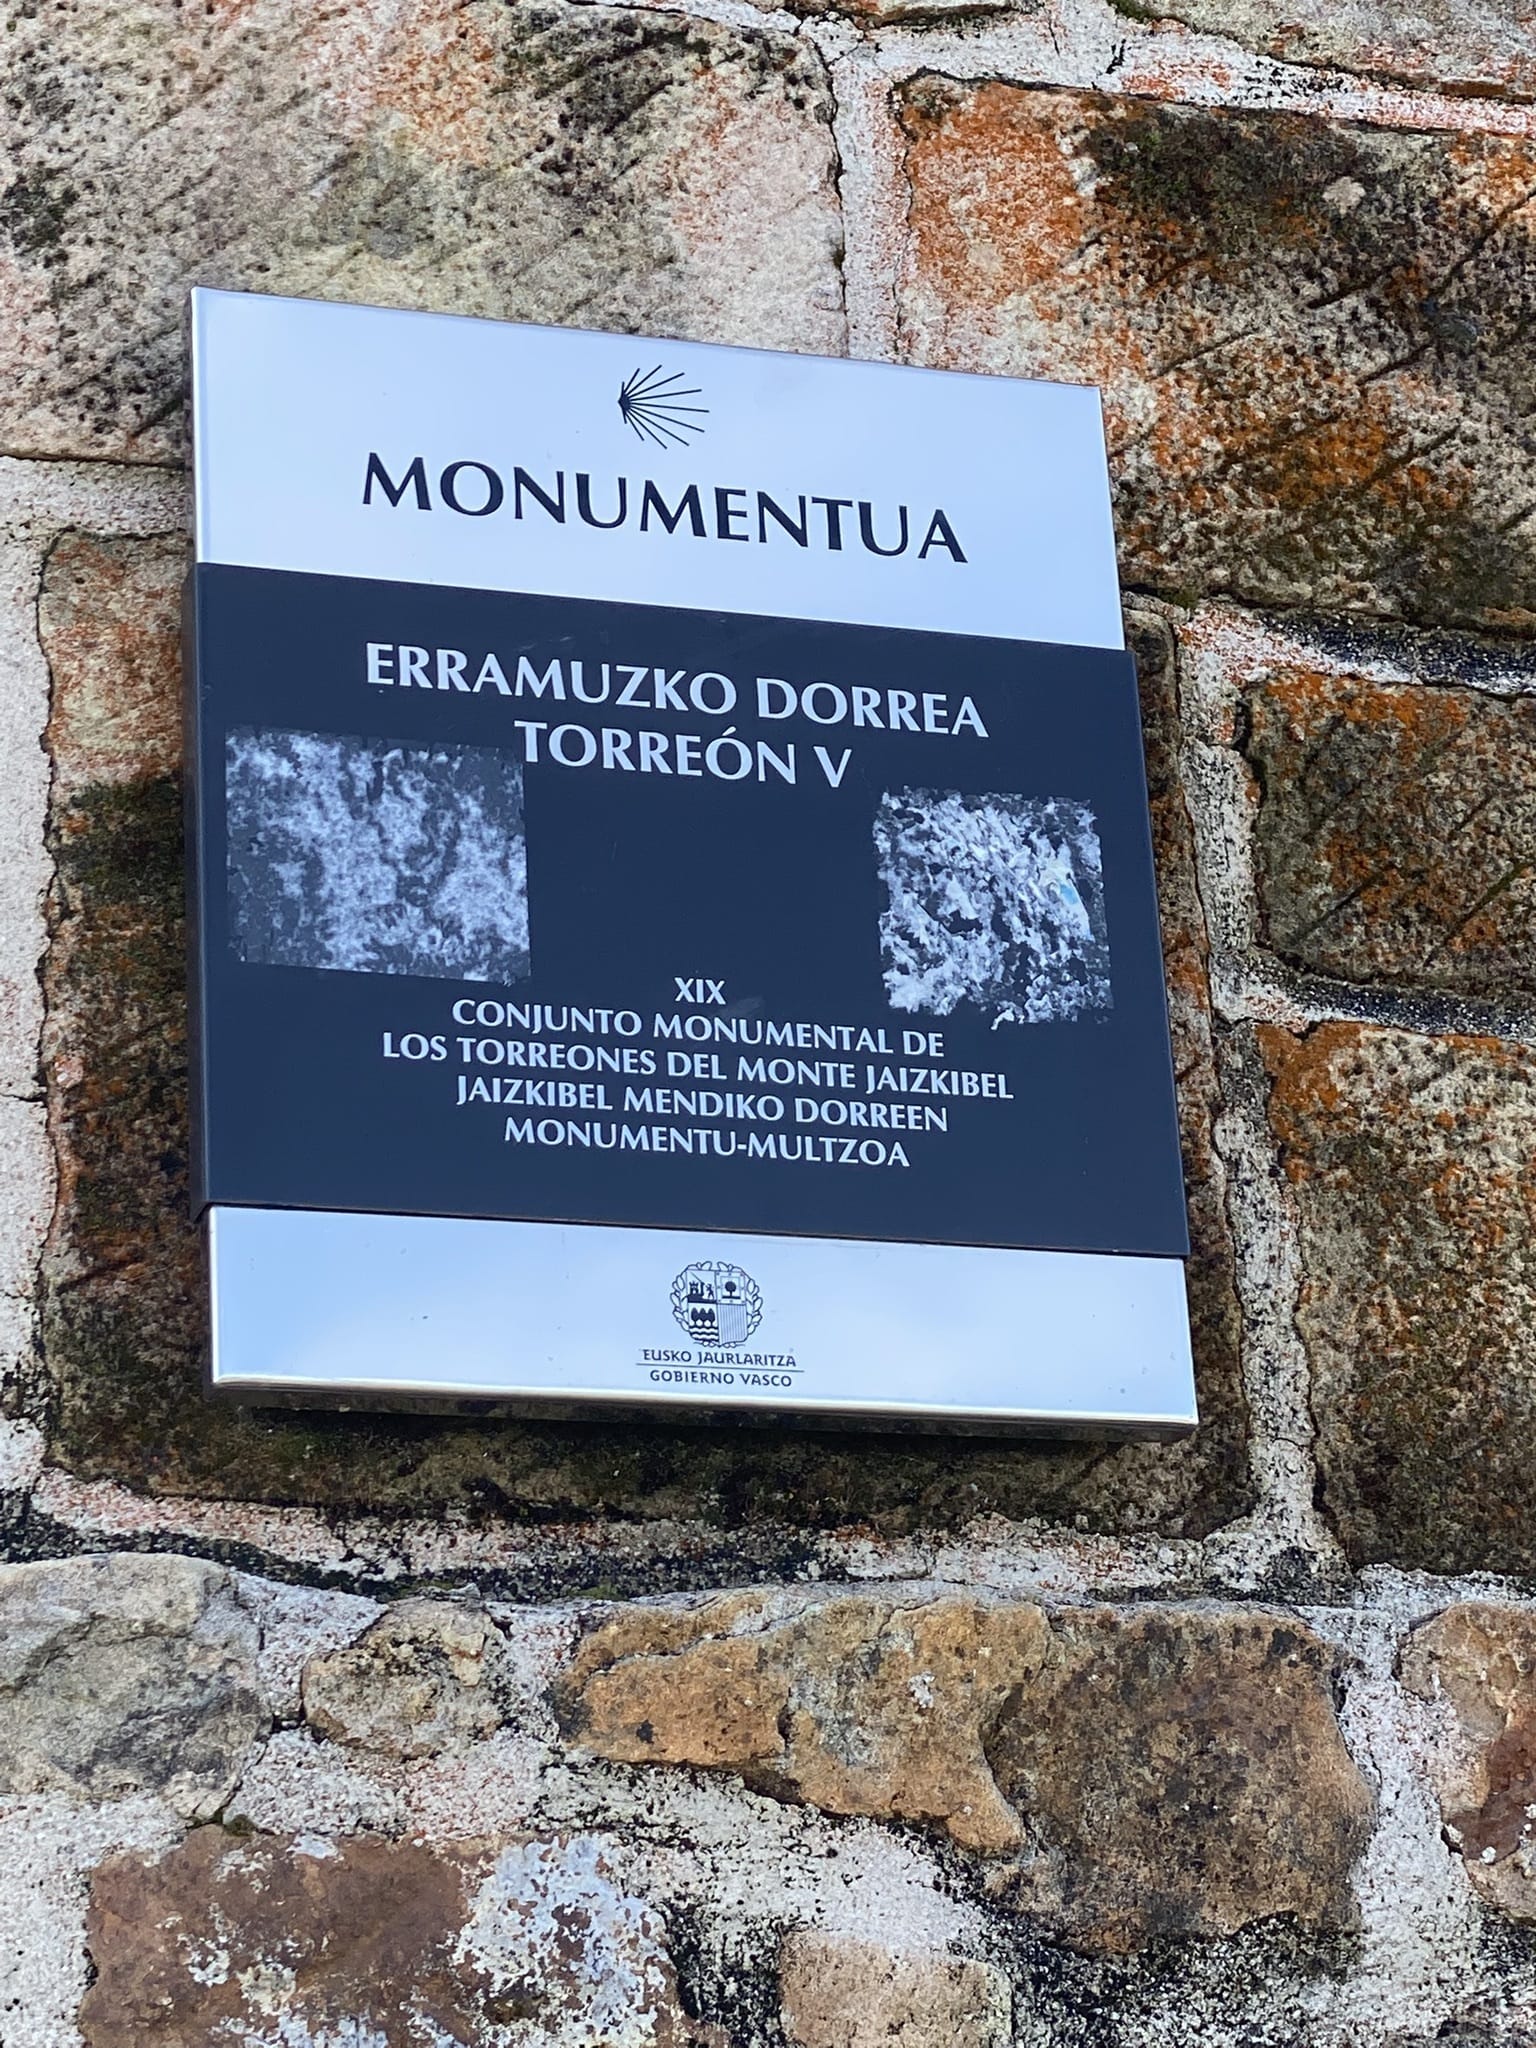 MONUMENTUA
ERRAMUZKO DORREA
TORREÓN V
XIX
CONJUNTO MONUMENTAL DE
LOS TORREONES DEL MONTE JAIZKIBEL
JAIZKIBEL MENDIKO DORREEN
MONUMENTU-MULTZOA
EUSKO JAURLARITZA
GOBIERNO VASCO